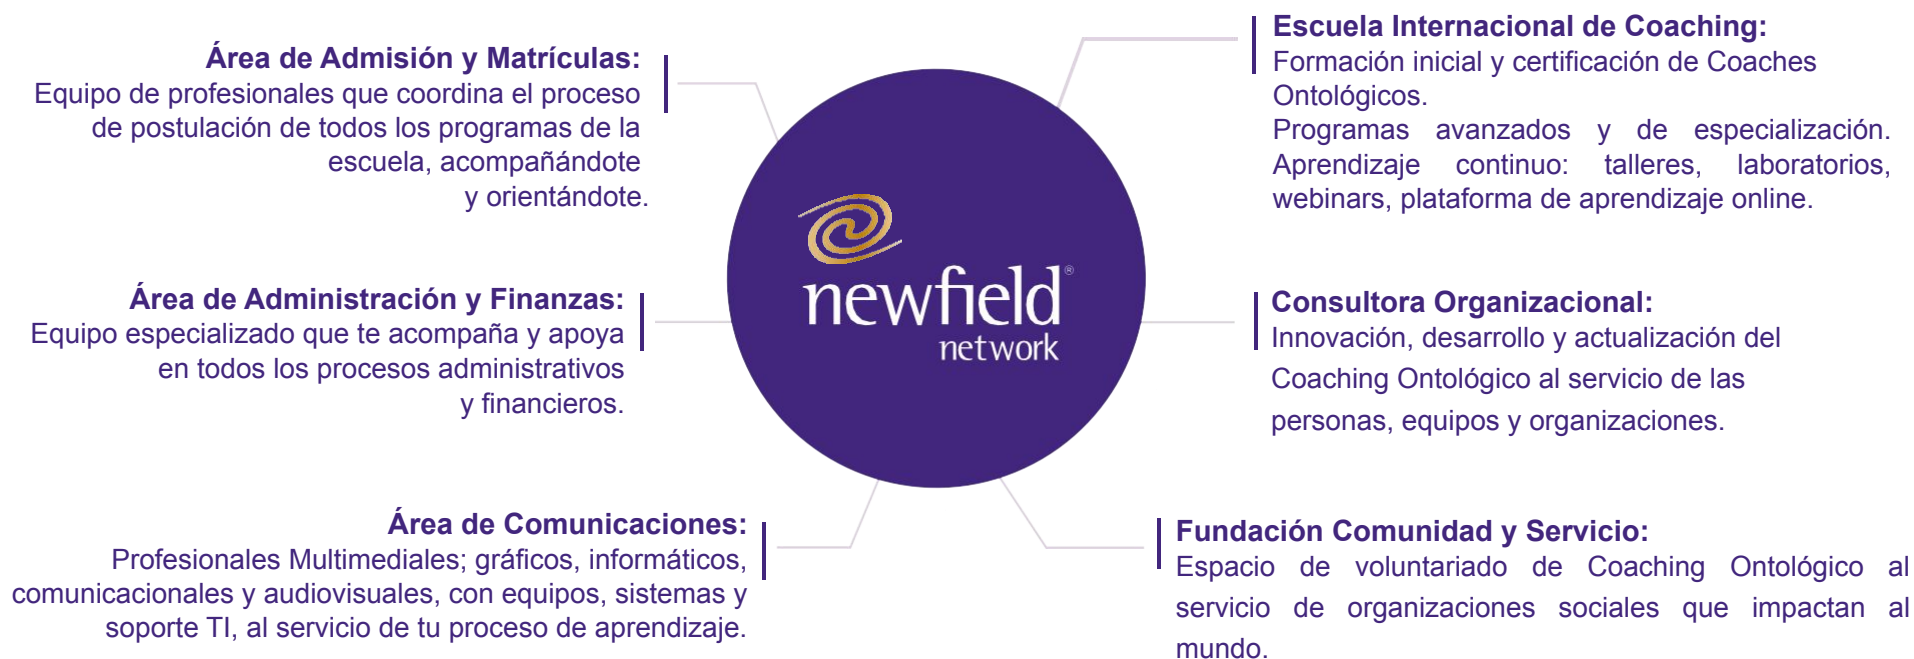 Área de Admisión y Matrículas:
Equipo de profesionales que coordina el proceso
de postulación de todos los programas de la
escuela, acompañándote
y orientándote.
Área de Administración y Finanzas:
Equipo especializado que te acompaña y apoya
en todos los procesos administrativos
y financieros.
Área de Comunicaciones:
Profesionales Multimediales; gráficos, informáticos,
comunicacionales y audiovisuales, con equipos, sistemas y
soporte TI, al servicio de tu proceso de aprendizaje.
newfield®
network
Escuela Internacional de Coaching:
Formación inicial y certificación de Coaches
Ontológicos.
Programas avanzados y de especialización.
Aprendizaje continuo: talleres, laboratorios,
webinars, plataforma de aprendizaje online.
Consultora Organizacional:
Innovación, desarrollo y actualización del
Coaching Ontológico al servicio de las
personas, equipos y organizaciones.
Fundación Comunidad y Servicio:
Espacio de voluntariado de Coaching Ontológico al
servicio de organizaciones sociales que impactan al
mundo.